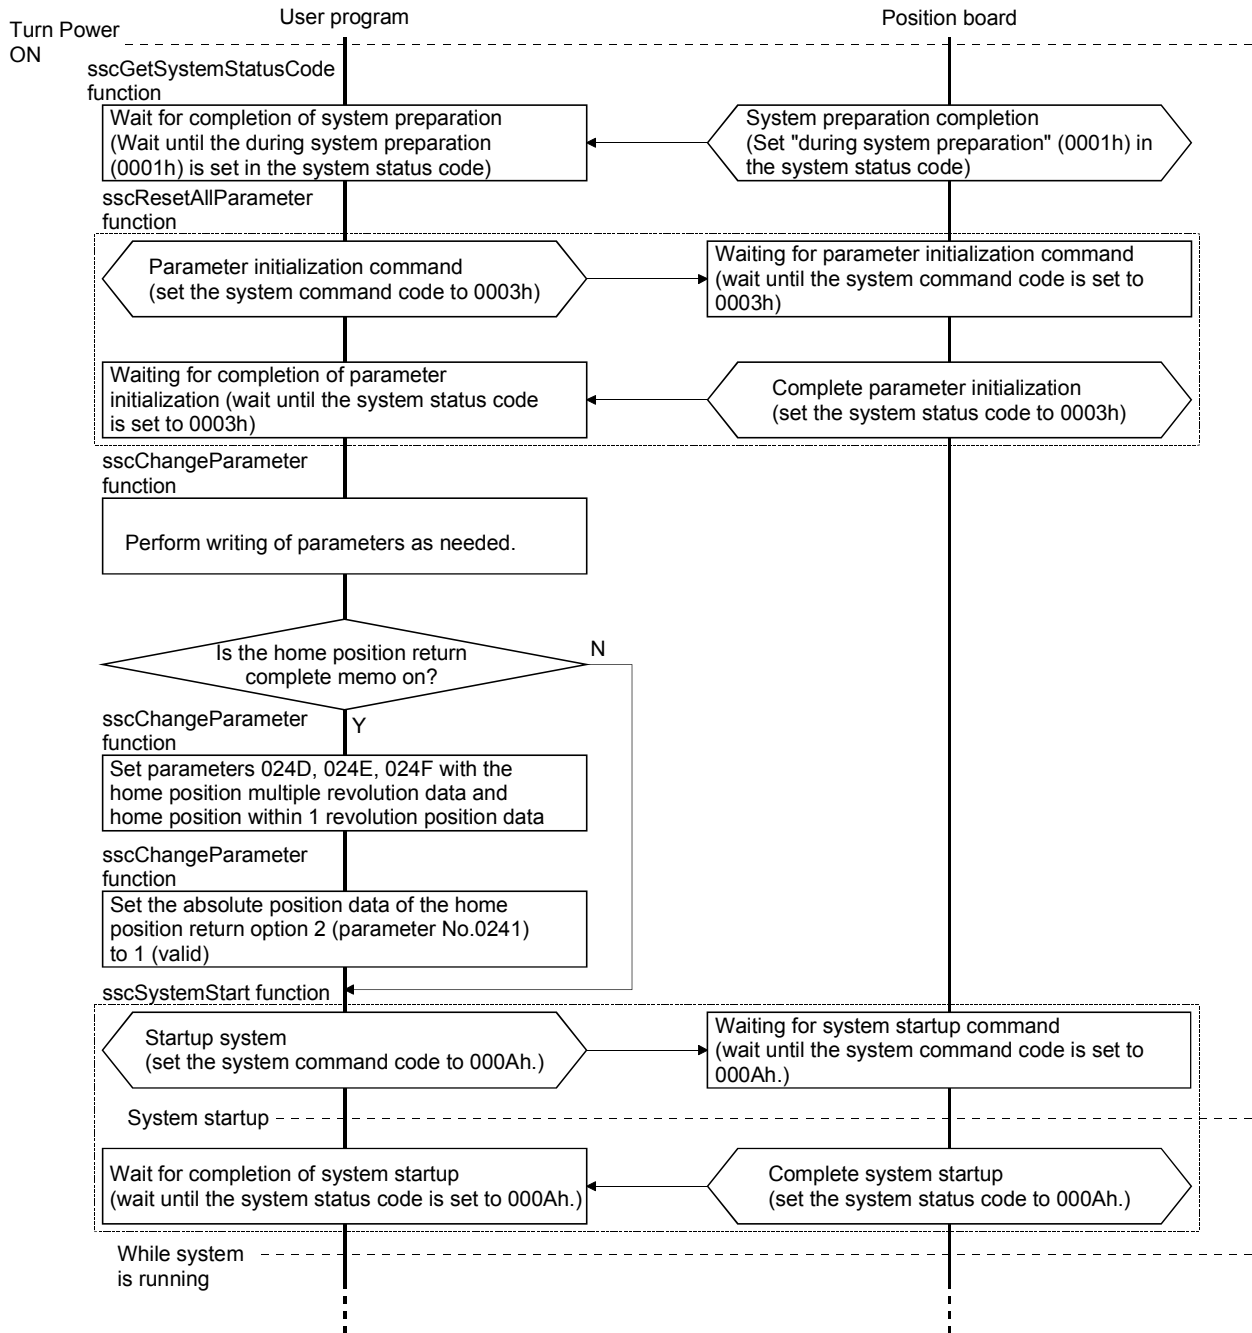 User program
Position board
Turn Power
ON
sscGetSystemStatusCode
function
Wait for completion of system preparation
(Wait until the during system preparation
(0001h) is set in the system status code)
System preparation completion
(Set "during system preparation" (0001h) in
the system status code)
sscResetAllParameter
function
Parameter initialization command
(set the system command code to 0003h)
Waiting for parameter initialization command
(wait until the system command code is set to
0003h)
Waiting for completion of parameter
initialization (wait until the system status code
is set to 0003h)
Complete parameter initialization
(set the system status code to 0003h)
sscChangeParameter
function
Perform writing of parameters as needed.
Is the home position return
complete memo on?
N
Y
sscChangeParameter
function
Set parameters 024D, 024E, 024F with the
home position multiple revolution data and
home position within 1 revolution position data
sscChangeParameter
function
Set the absolute position data of the home
position return option 2 (parameter No.0241)
to 1 (valid)
sscSystemStart function
Startup system
(set the system command code to 000Ah.)
Waiting for system startup command
(wait until the system command code is set to
000Ah.)
System startup
Wait for completion of system startup
(wait until the system status code is set to 000Ah.)
Complete system startup
(set the system status code to 000Ah.)
While system
is running